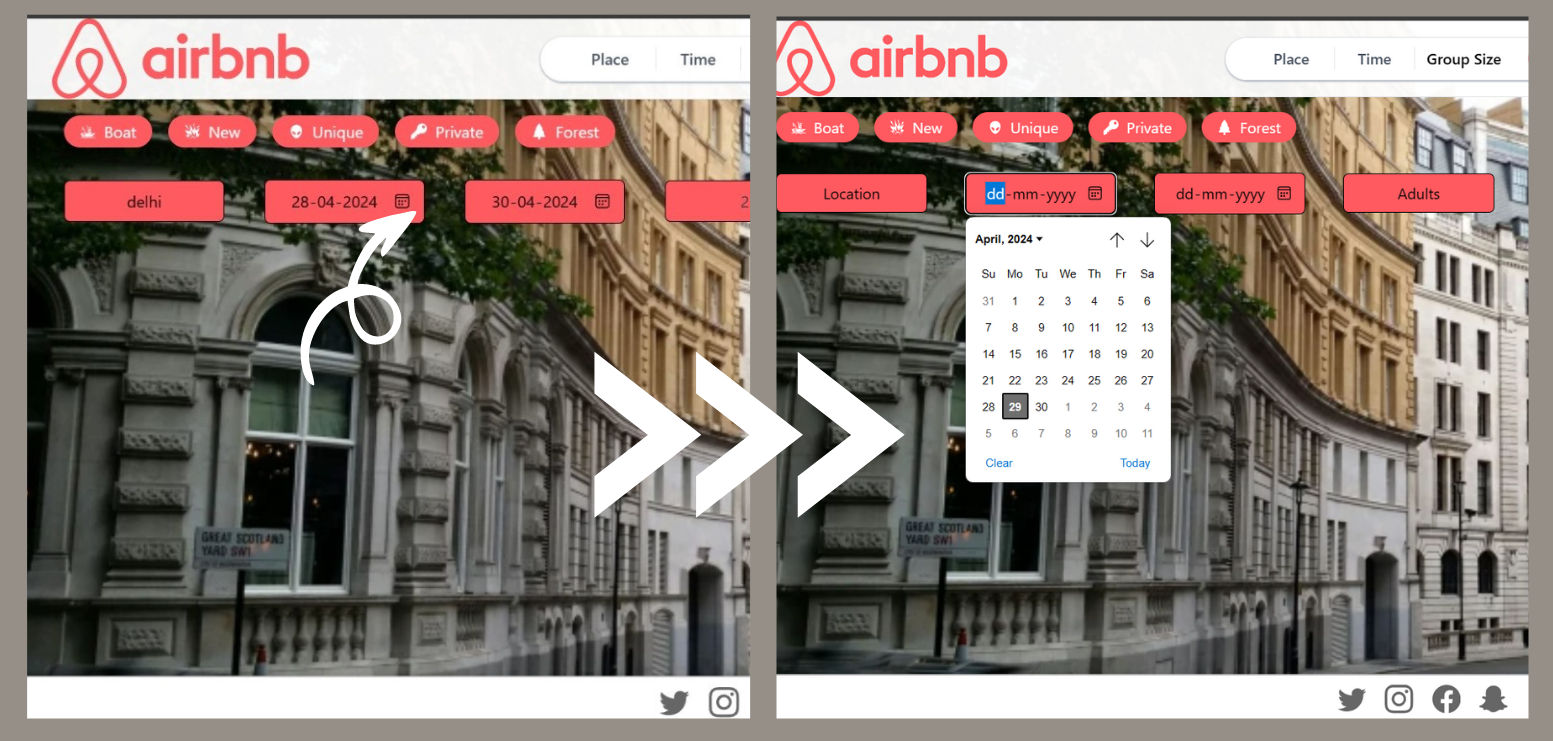 airbnb
Place Time
Boat New Unique Private Forest
delhi 28-04-2024 30-04-2024 2
GREAT SCOTLAND
YARD SW1
airbnb
Place Time Group Size
Boat New Unique Private Forest
Location dd-mm-yyyy dd-mm-yyyy Adults
April, 2024
Su Mo Tu We Th Fr Sa
31 1 2 3 4 5 6
7 8 9 10 11 12 13
14 15 16 17 18 19 20
21 22 23 24 25 26 27
28 29 30 1 2 3 4
5 6 7 8 9 10 11
Clear Today
GREAT SCOTLAND
YARD SW1